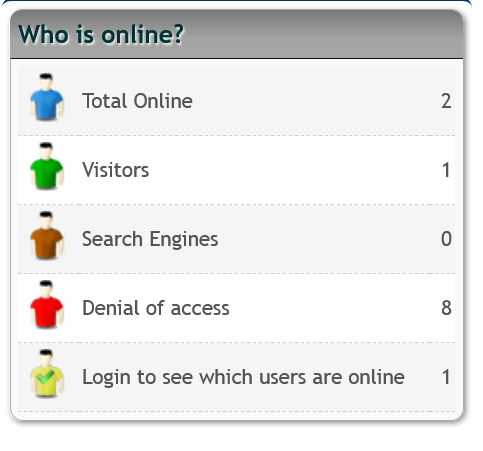 Who is online?
Total Online 2
Visitors 1
Search Engines 0
Denial of access 8
Login to see which users are online 1